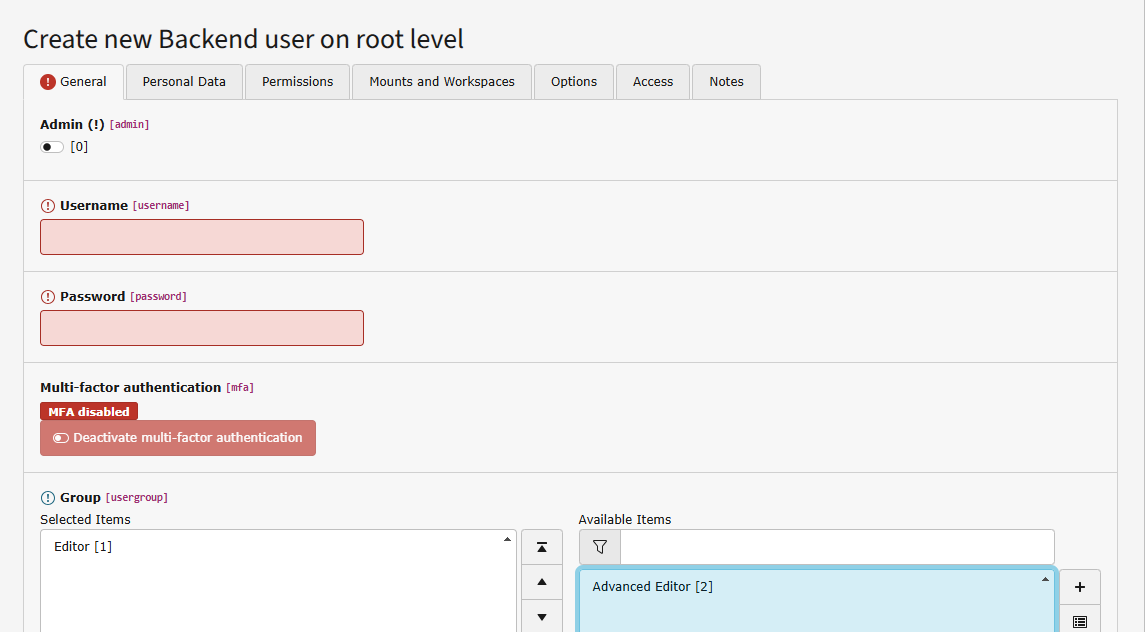 Create new Backend user on root level
General Personal Data Permissions Mounts and Workspaces Options Access Notes
Admin (!) [admin]
[0]
Username [username]
Password [password]
Multi-factor authentication [mfa]
MFA disabled
Deactivate multi-factor authentication
Group [usergroup]
Selected Items Available Items
Editor [1]
Advanced Editor [2]